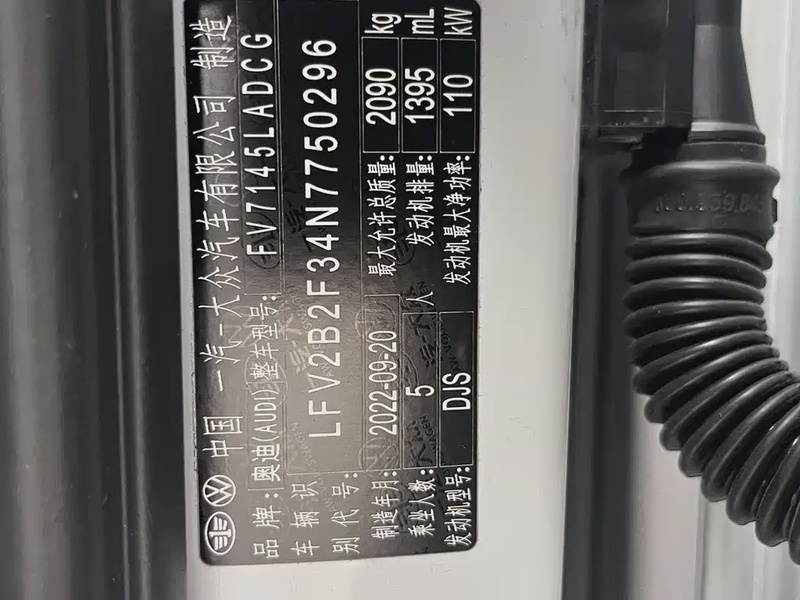 中国 一汽-大众汽车有限公司 制造
品牌: 奥迪(AUDI) 整车型号: FV7145LADCG
车辆识别代号: LFV2B2F34N7750296
制造年月: 2022-09-20 最大允许总质量: 2090 kg
乘坐人数: 5 人 发动机排量: 1395 mL
发动机型号: DJS 发动机最大净功率: 110 kW